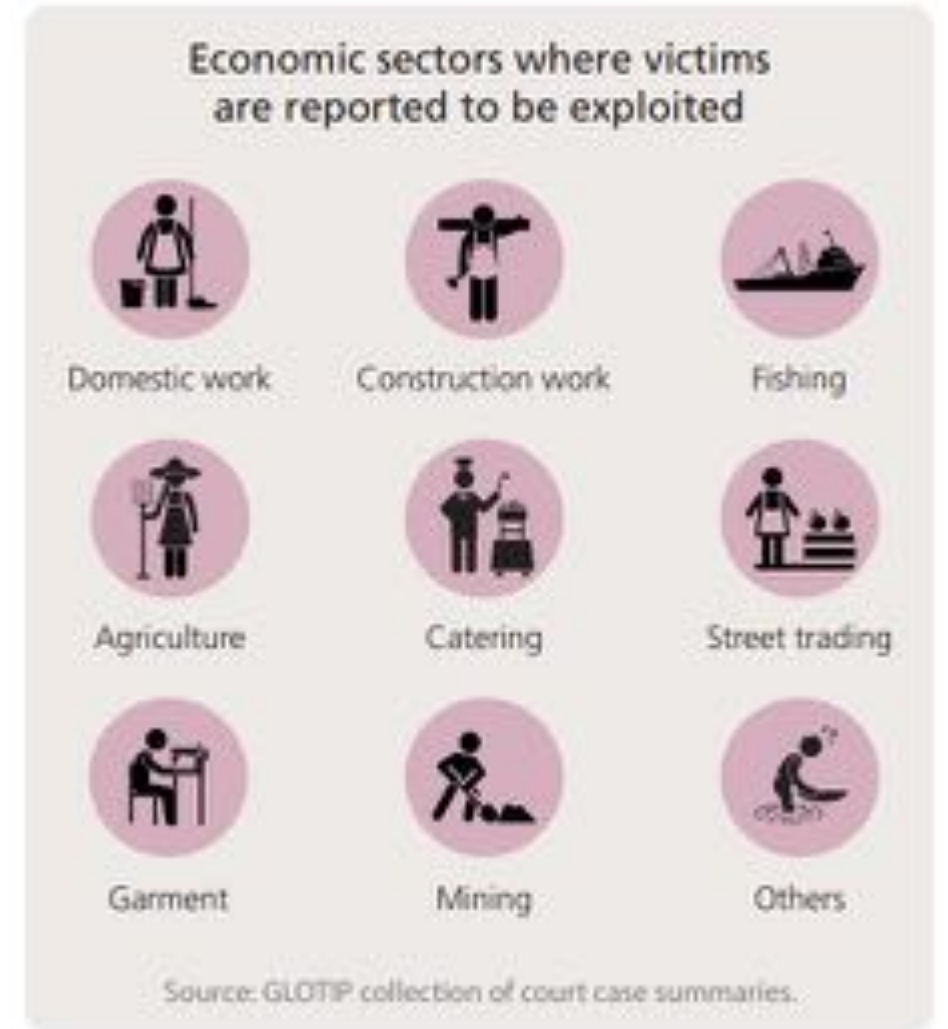 Economic sectors where victims
are reported to be exploited
Domestic work
Construction work
Fishing
Agriculture
Catering
Street trading
Garment
Mining
Others
Source: GLOTIP collection of court case summaries.